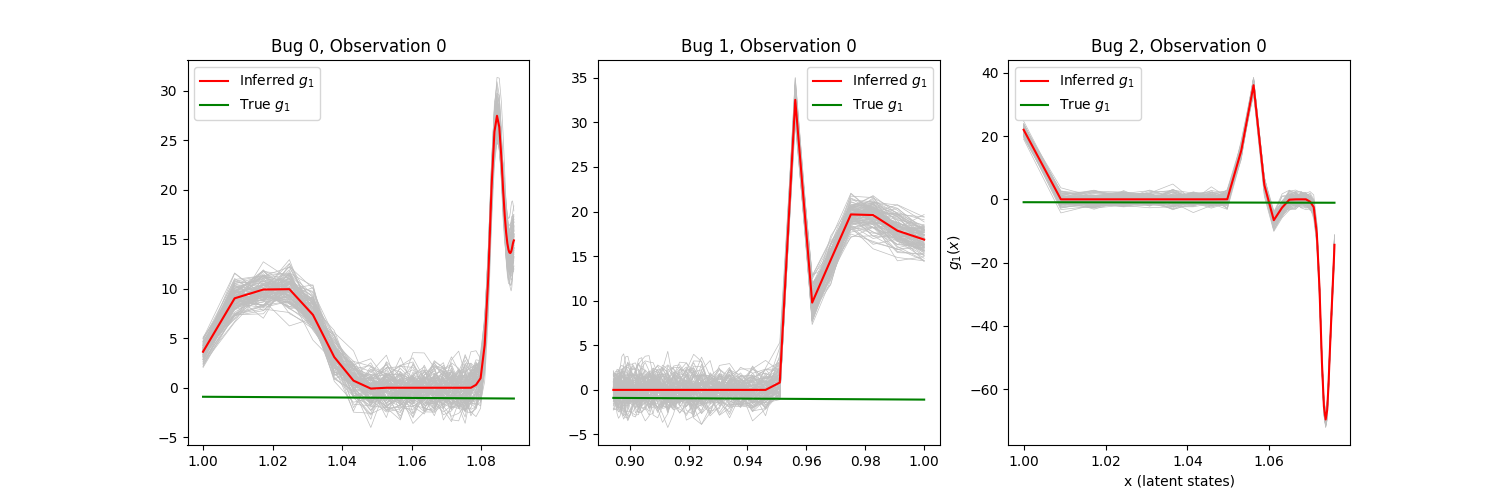 Bug 0, Observation 0
Inferred g₁
True g₁
30
25
20
15
10
5
0
−5
1.00 1.02 1.04 1.06 1.08
Bug 1, Observation 0
Inferred g₁
True g₁
35
30
25
20
15
10
5
0
−5
0.90 0.92 0.94 0.96 0.98 1.00
Bug 2, Observation 0
Inferred g₁
True g₁
40
20
0
−20
−40
−60
g₁(x)
1.00 1.02 1.04 1.06
x (latent states)